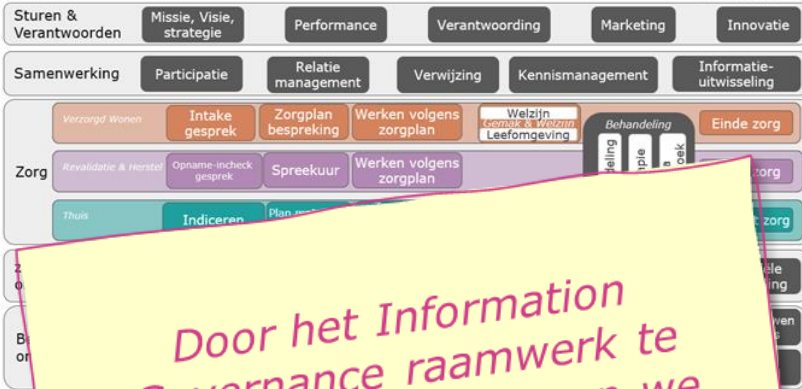 Sturen &
Verantwoorden
Missie, Visie,
strategie
Performance
Verantwoording
Marketing
Innovatie
Samenwerking
Participatie
Relatie
management
Verwijzing
Kennismanagement
Informatie-
uitwisseling
Zorg
Verzorgd Wonen
Intake
gesprek
Zorgplan
bespreking
Werken volgens
zorgplan
Welzijn
Gemak & Welzijn
Leefomgeving
Behandeling
Einde zorg
Revalidatie & Herstel
Opname-incheck
gesprek
Spreekuur
Werken volgens
zorgplan
zorg
Thuis
Indiceren
zorg
Door het Information
Governance raamwerk te
we